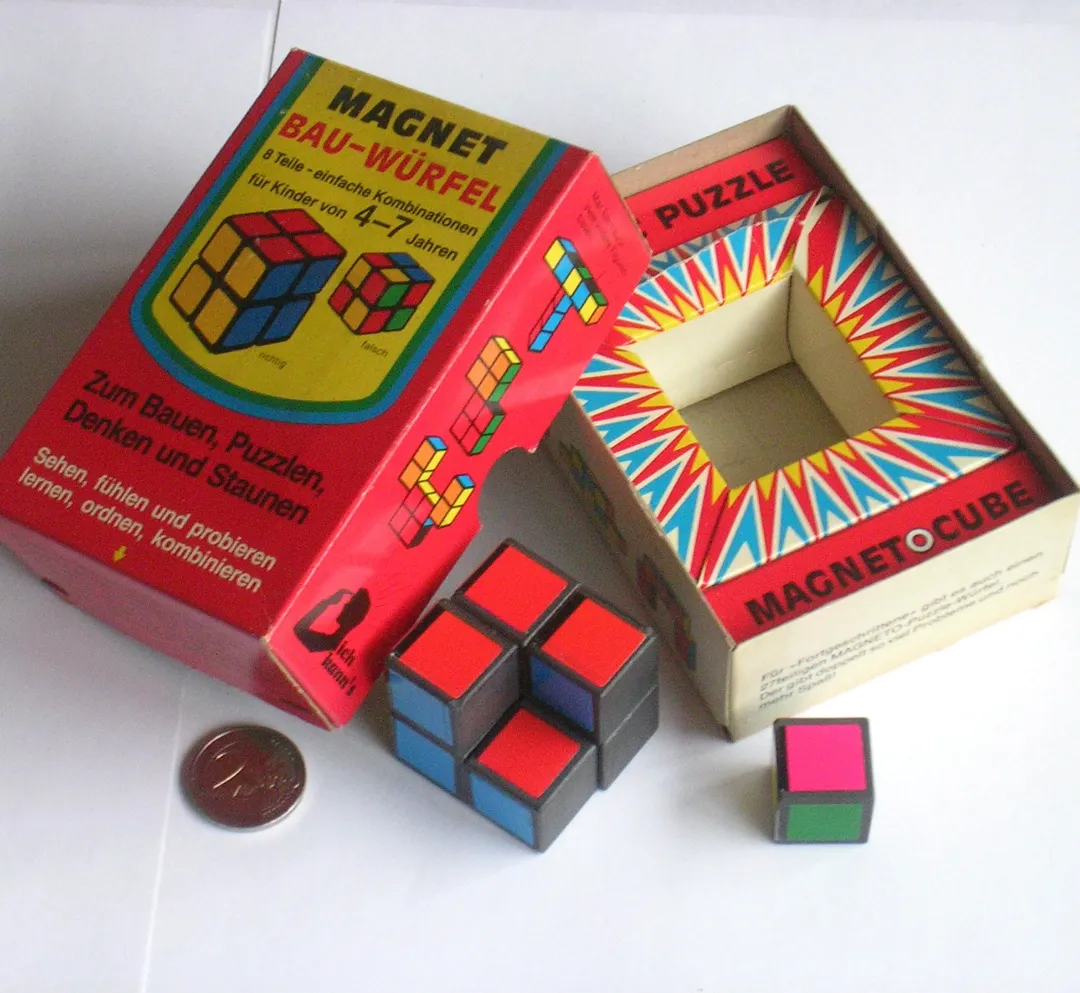 MAGNET
BAU-WÜRFEL
8 Teile - einfache Kombinationen
für Kinder von 4-7 Jahren
richtig
falsch
Zum Bauen, Puzzlen,
Denken und Staunen
Sehen, fühlen und probieren
lernen, ordnen, kombinieren
Ich
kann's
PUZZLE
MAGNETOCUBE
Für »Fortgeschrittene« gibt es auch einen
27teiligen MAGNETO-Puzzle-Würfel.
Der gibt doppelt so viel Probleme und noch
mehr Spaß!
2